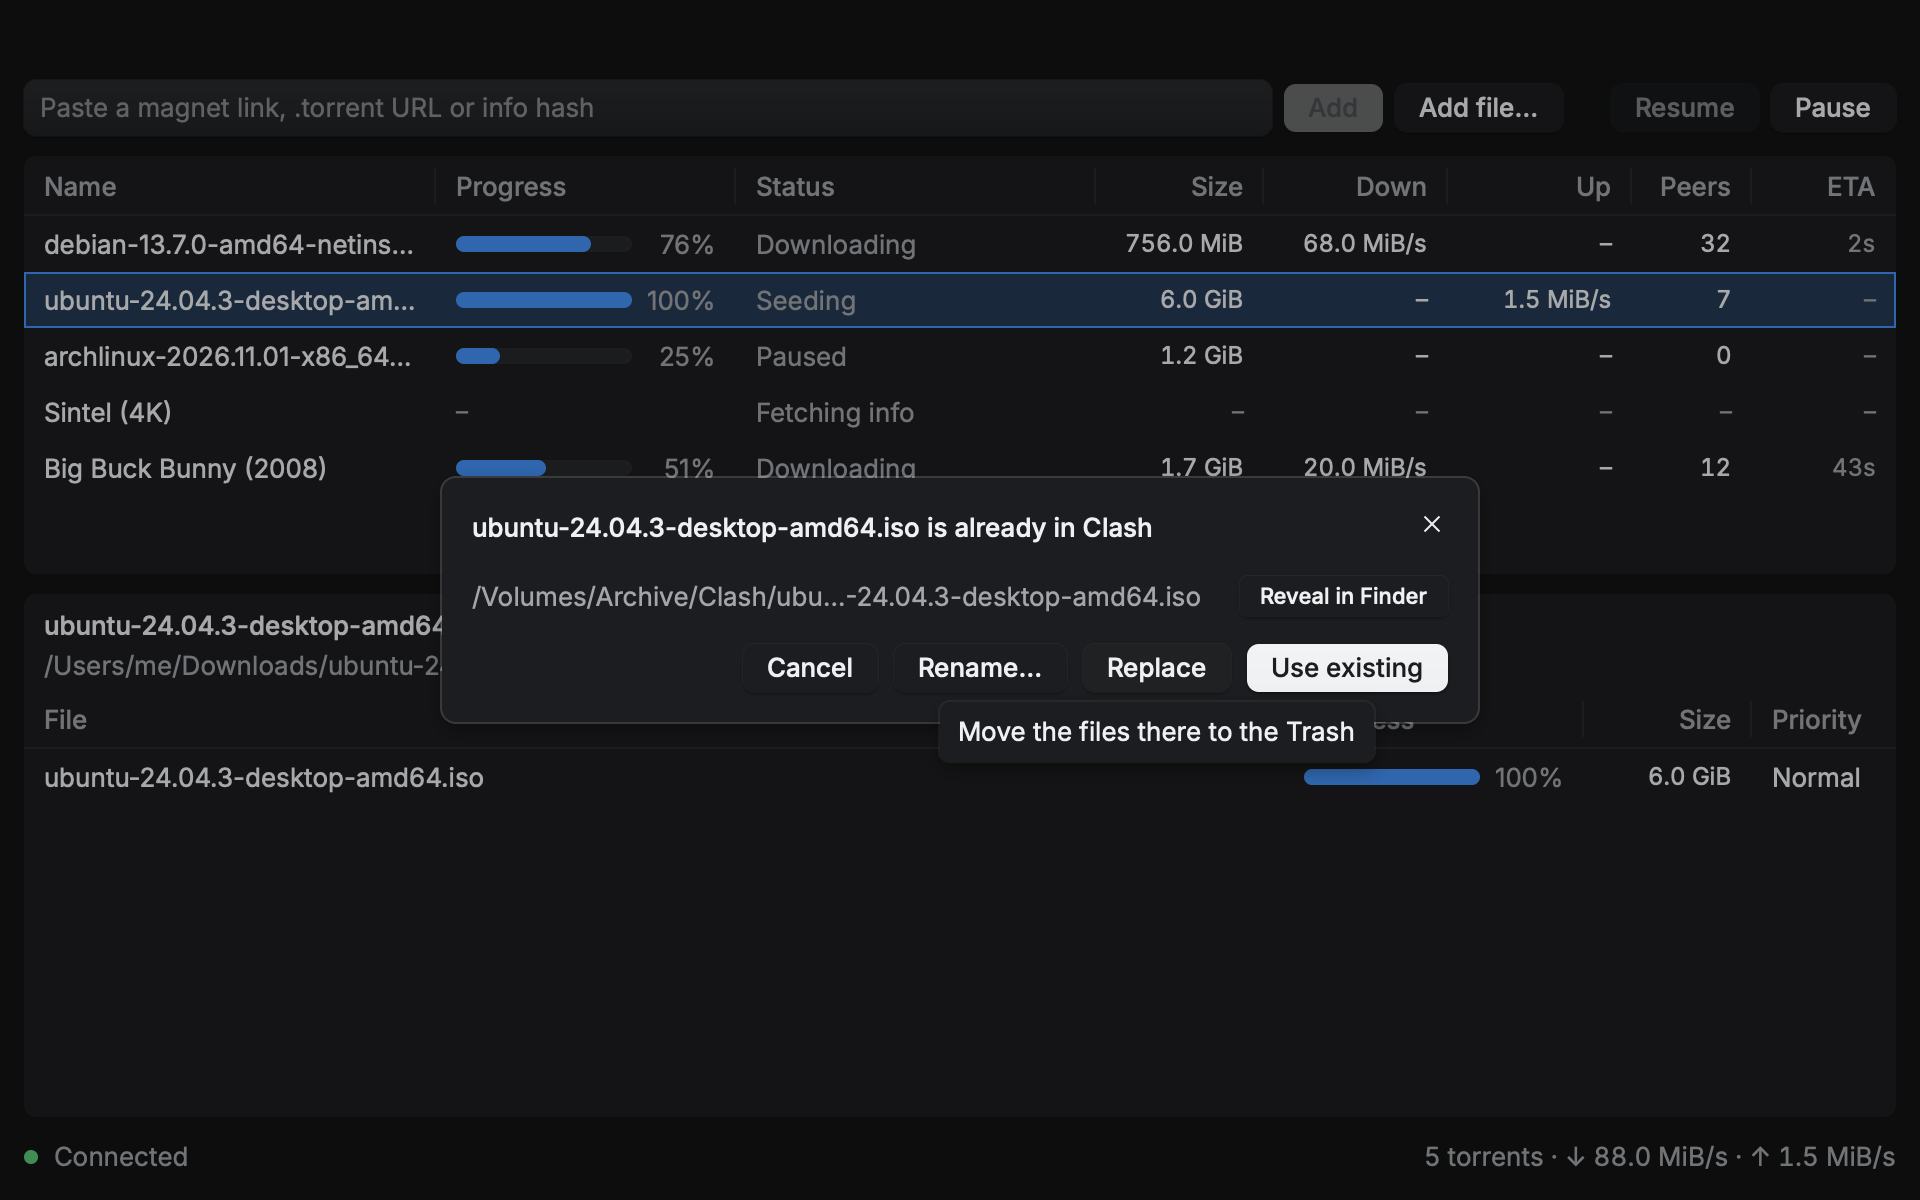 Paste a magnet link, .torrent URL or info hash Add Add file... Resume Pause
Name Progress Status Size Down Up Peers ETA
debian-13.7.0-amd64-netins... 76% Downloading 756.0 MiB 68.0 MiB/s – 32 2s
ubuntu-24.04.3-desktop-am... 100% Seeding 6.0 GiB – 1.5 MiB/s 7 –
archlinux-2026.11.01-x86_64... 25% Paused 1.2 GiB – – 0 –
Sintel (4K) – Fetching info – – – – –
Big Buck Bunny (2008) 51% Downloading 1.7 GiB 20.0 MiB/s – 12 43s
ubuntu-24.04.3-desktop-amd64.iso is already in Clash
/Volumes/Archive/Clash/ubu...-24.04.3-desktop-amd64.iso Reveal in Finder
Cancel Rename... Replace Use existing
Move the files there to the Trash
ubuntu-24.04.3-desktop-amd64
/Users/me/Downloads/ubuntu-24
File Size Priority
ubuntu-24.04.3-desktop-amd64.iso 100% 6.0 GiB Normal
Connected 5 torrents · ↓ 88.0 MiB/s · ↑ 1.5 MiB/s